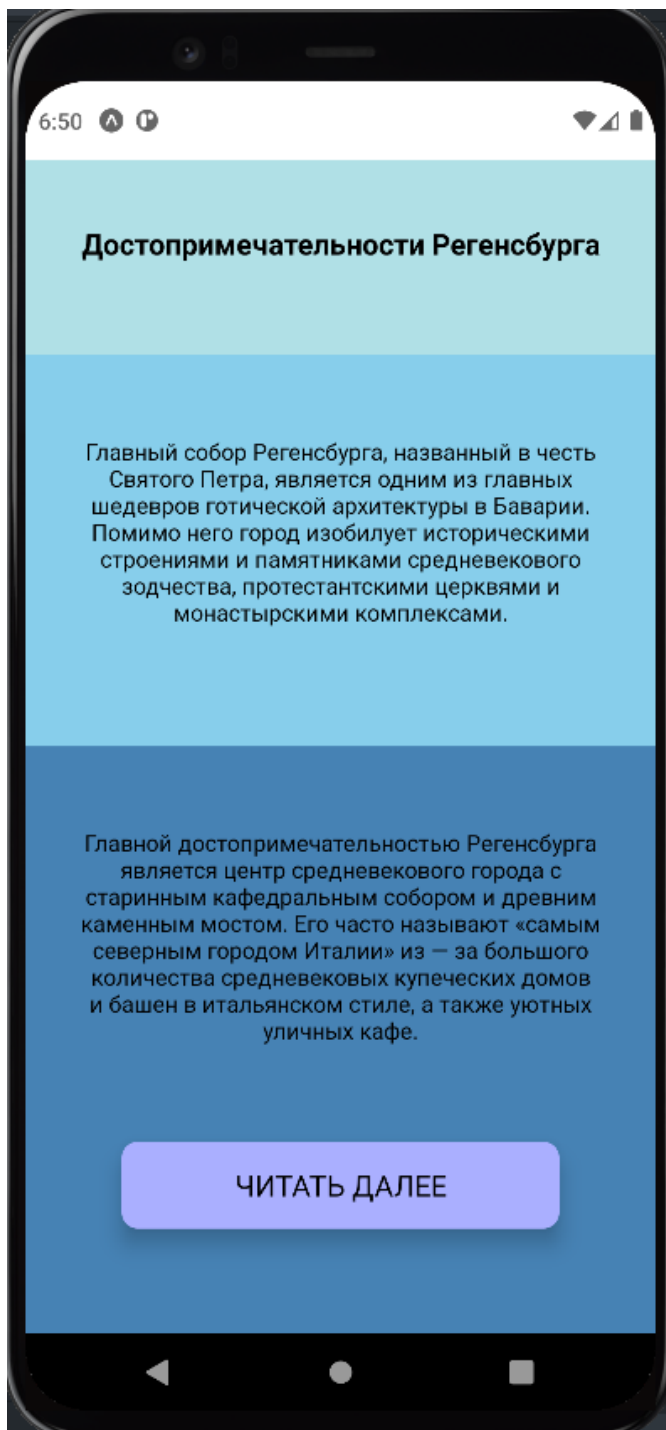 6:50
Достопримечательности Регенсбурга
Главный собор Регенсбурга, названный в честь
Святого Петра, является одним из главных
шедевров готической архитектуры в Баварии.
Помимо него город изобилует историческими
строениями и памятниками средневекового
зодчества, протестантскими церквями и
монастырскими комплексами.
Главной достопримечательностью Регенсбурга
является центр средневекового города с
старинным кафедральным собором и древним
каменным мостом. Его часто называют «самым
северным городом Италии» из — за большого
количества средневековых купеческих домов
и башен в итальянском стиле, а также уютных
уличных кафе.
ЧИТАТЬ ДАЛЕЕ